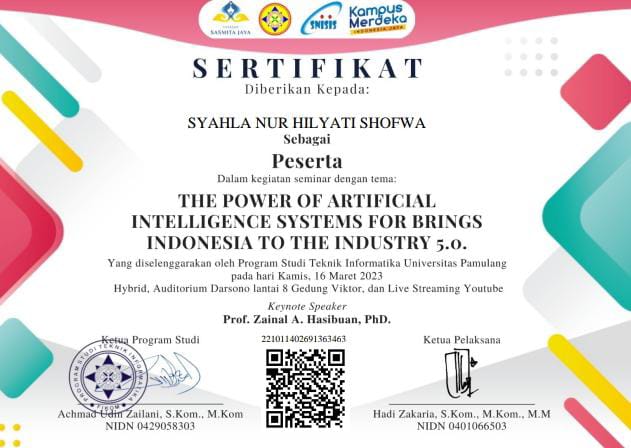 SASMITA JAYA
SNISIS
Kampus
Merdeka
INDONESIA JAYA
SERTIFIKAT
Diberikan Kepada:
SYAHLA NUR HILYATI SHOFWA
Sebagai
Peserta
Dalam kegiatan seminar dengan tema:
THE POWER OF ARTIFICIAL
INTELLIGENCE SYSTEMS FOR BRINGS
INDONESIA TO THE INDUSTRY 5.0.
Yang diselenggarakan oleh Program Studi Teknik Informatika Universitas Pamulang
pada hari Kamis, 16 Maret 2023
Hybrid, Auditorium Darsono lantai 8 Gedung Viktor, dan Live Streaming Youtube
Keynote Speaker
Prof. Zainal A. Hasibuan, PhD.
Ketua Program Studi
PROGRAM STUDI TEKNIK INFORMATIKA
Achmad Udin Zailani, S.Kom., M.Kom
NIDN 0429058303
221011402691363463
Ketua Pelaksana
Hadi Zakaria, S.Kom., M.Kom., M.M
NIDN 0401066503